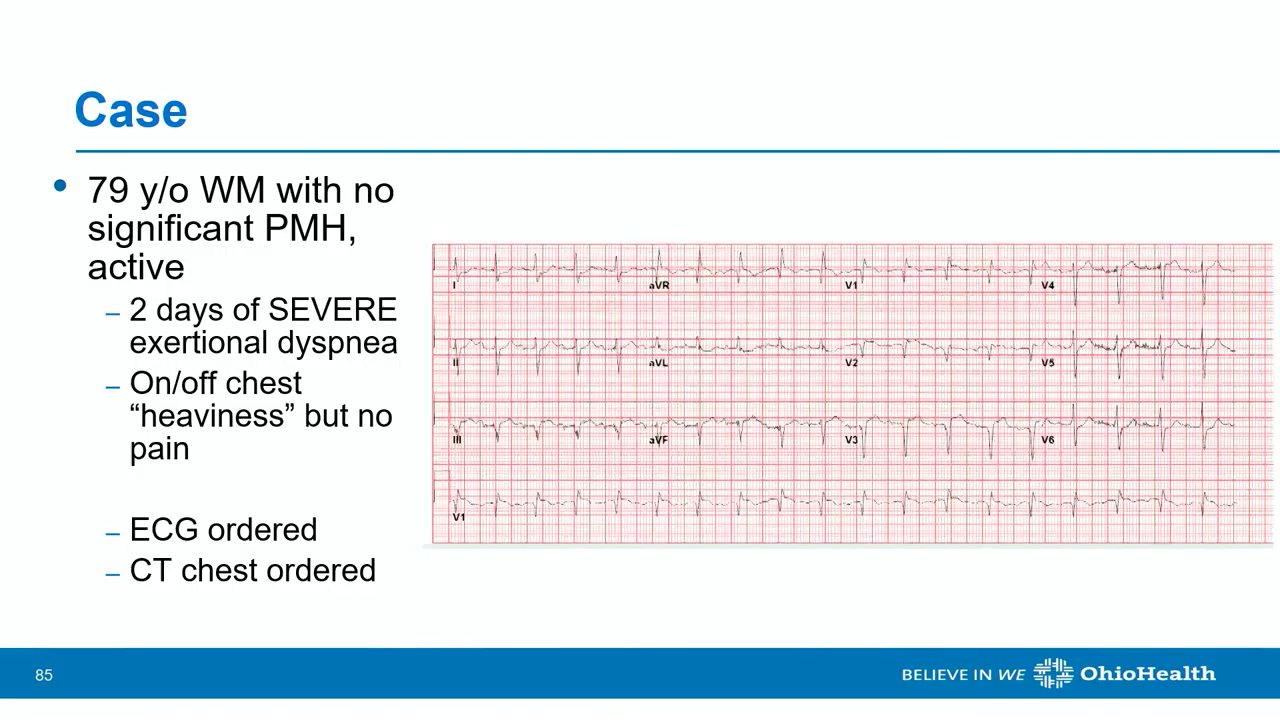 Case
• 79 y/o WM with no
significant PMH,
active
– 2 days of SEVERE
exertional dyspnea
– On/off chest
“heaviness” but no
pain
– ECG ordered
– CT chest ordered
I aVR V1 V4
II aVL V2 V5
III aVF V3 V6
V1
85
BELIEVE IN WE OhioHealth